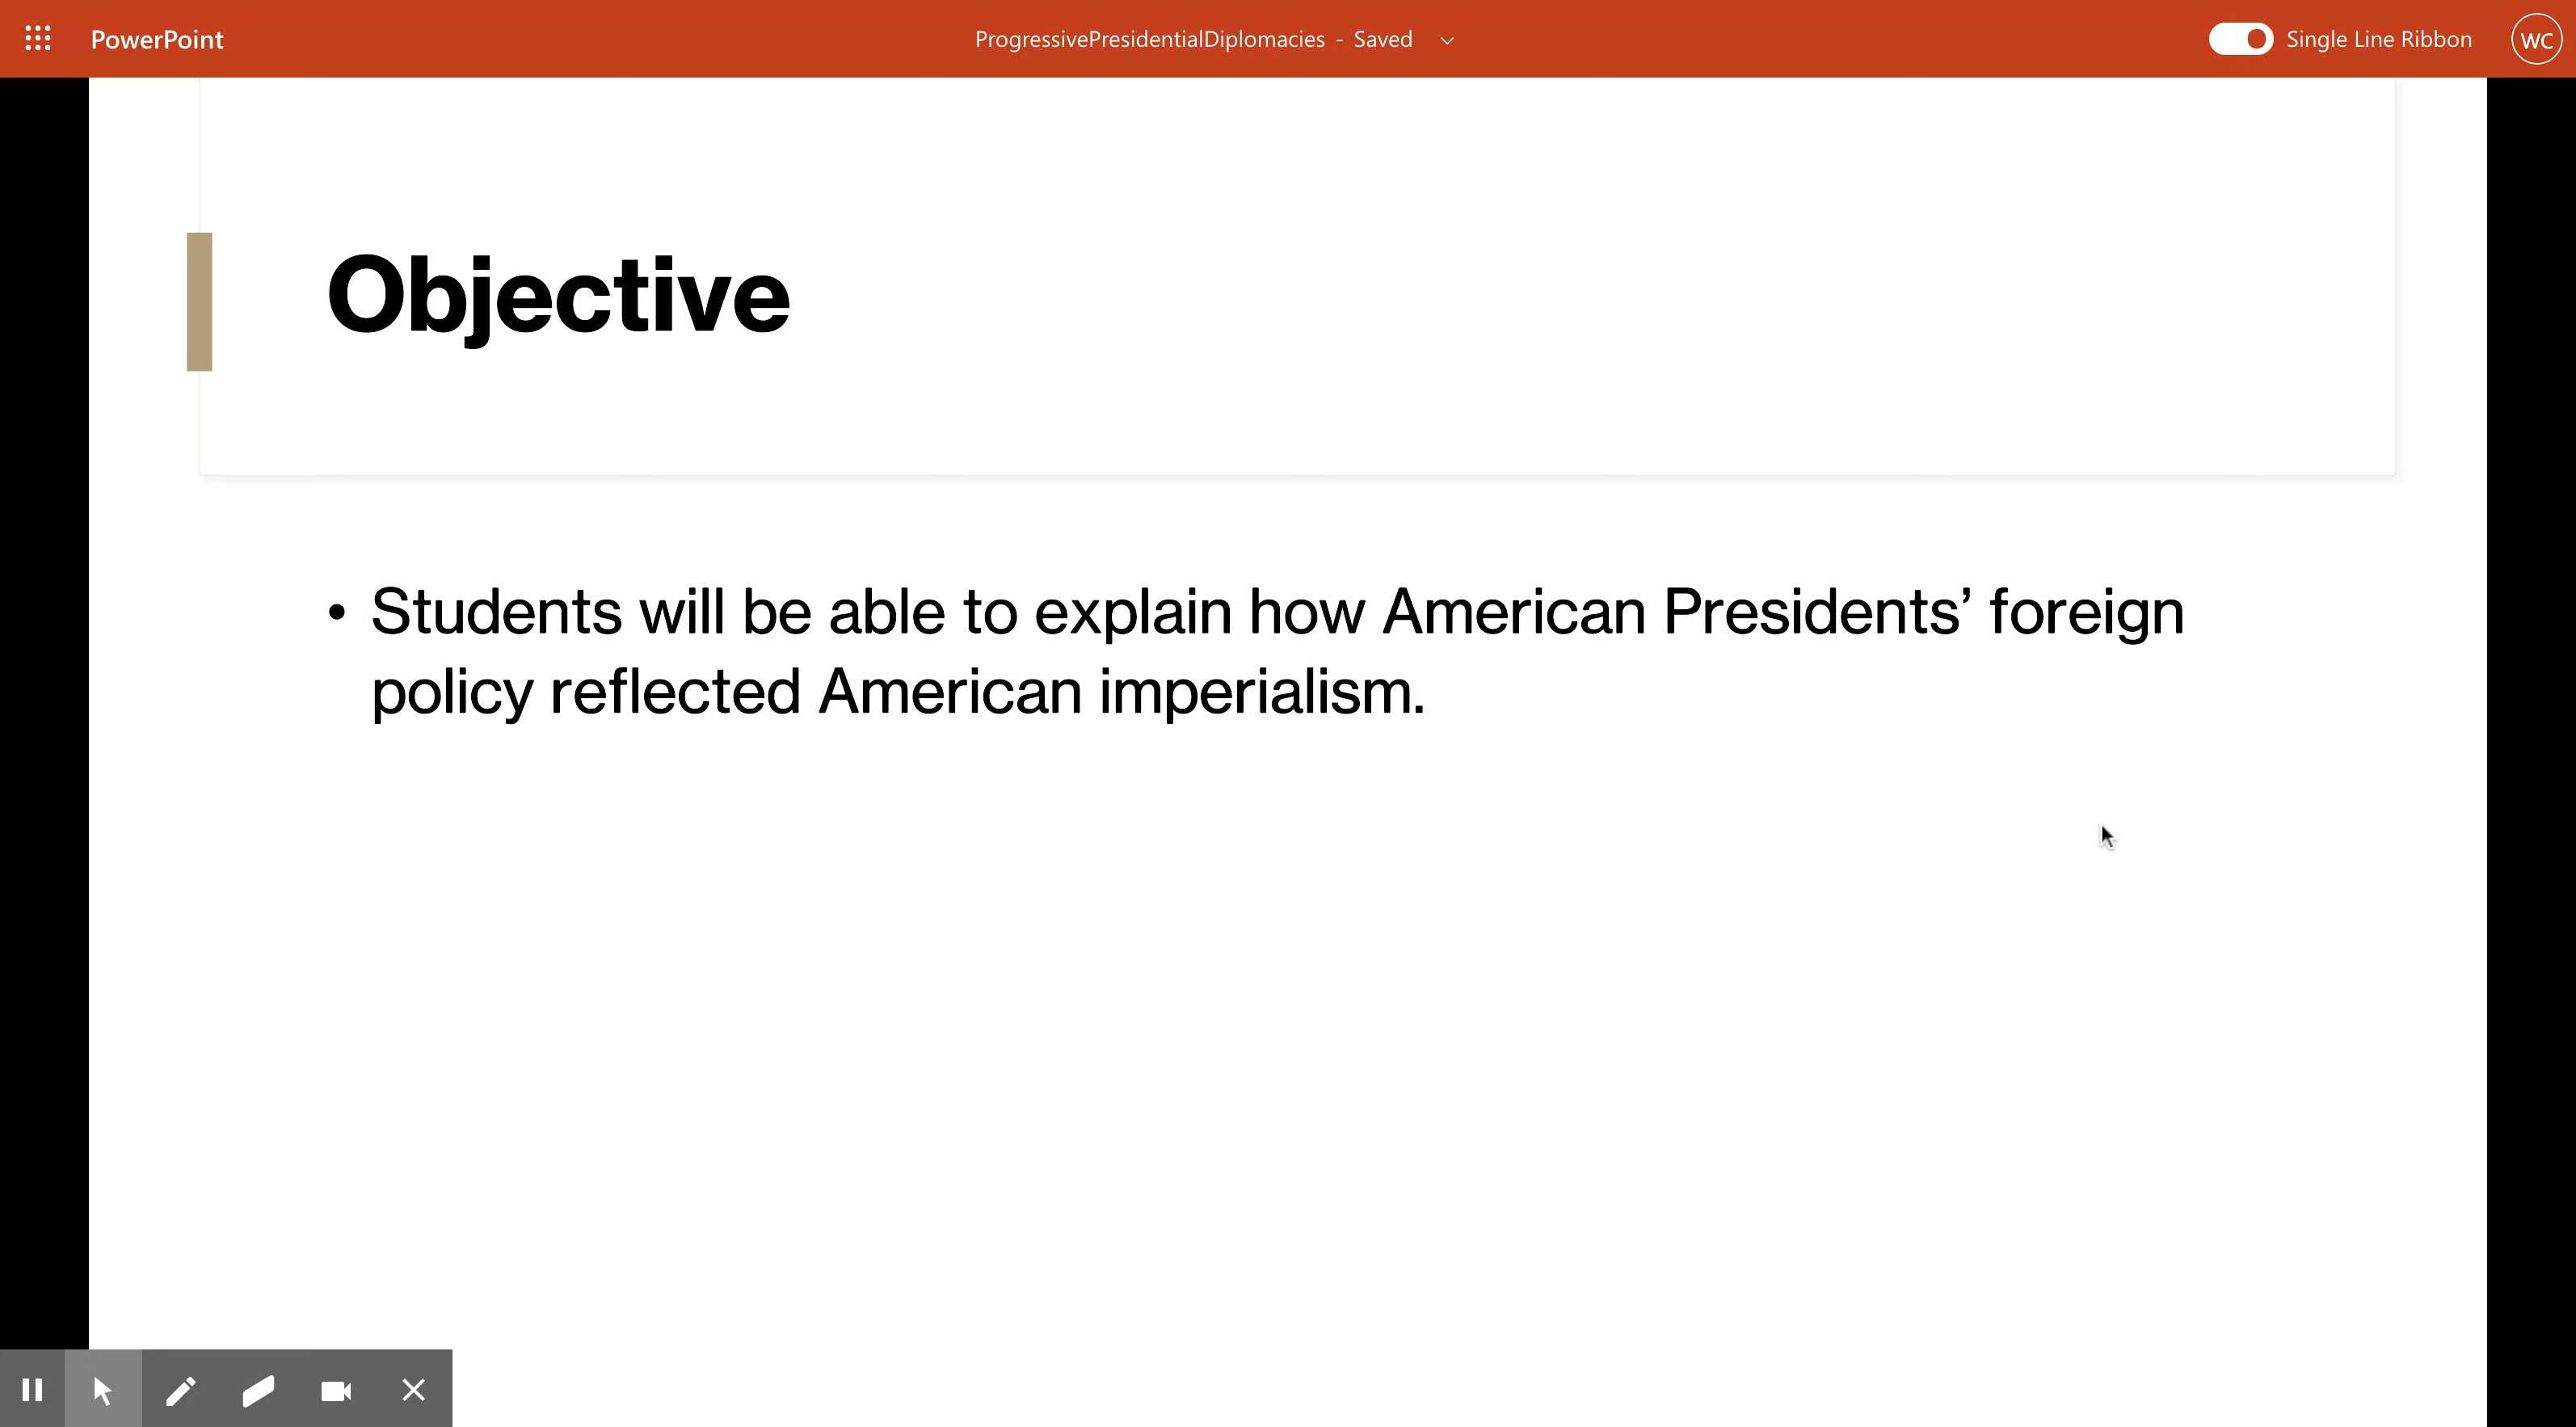 PowerPoint
ProgressivePresidentialDiplomacies - Saved
Single Line Ribbon
WC
Objective
• Students will be able to explain how American Presidents’ foreign
policy reflected American imperialism.